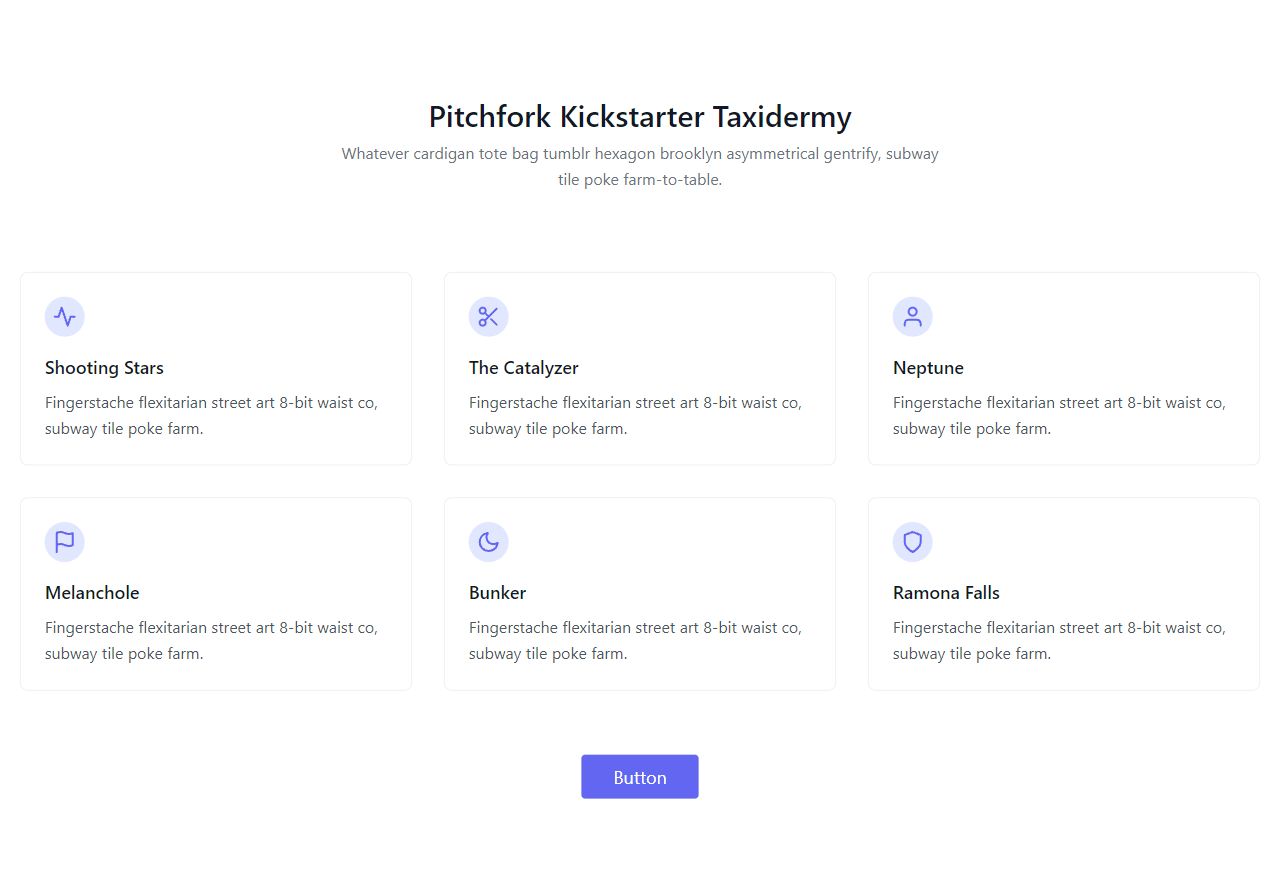 Pitchfork Kickstarter Taxidermy
Whatever cardigan tote bag tumblr hexagon brooklyn asymmetrical gentrify, subway
tile poke farm-to-table.
Shooting Stars
Fingerstache flexitarian street art 8-bit waist co,
subway tile poke farm.
The Catalyzer
Fingerstache flexitarian street art 8-bit waist co,
subway tile poke farm.
Neptune
Fingerstache flexitarian street art 8-bit waist co,
subway tile poke farm.
Melanchole
Fingerstache flexitarian street art 8-bit waist co,
subway tile poke farm.
Bunker
Fingerstache flexitarian street art 8-bit waist co,
subway tile poke farm.
Ramona Falls
Fingerstache flexitarian street art 8-bit waist co,
subway tile poke farm.
Button